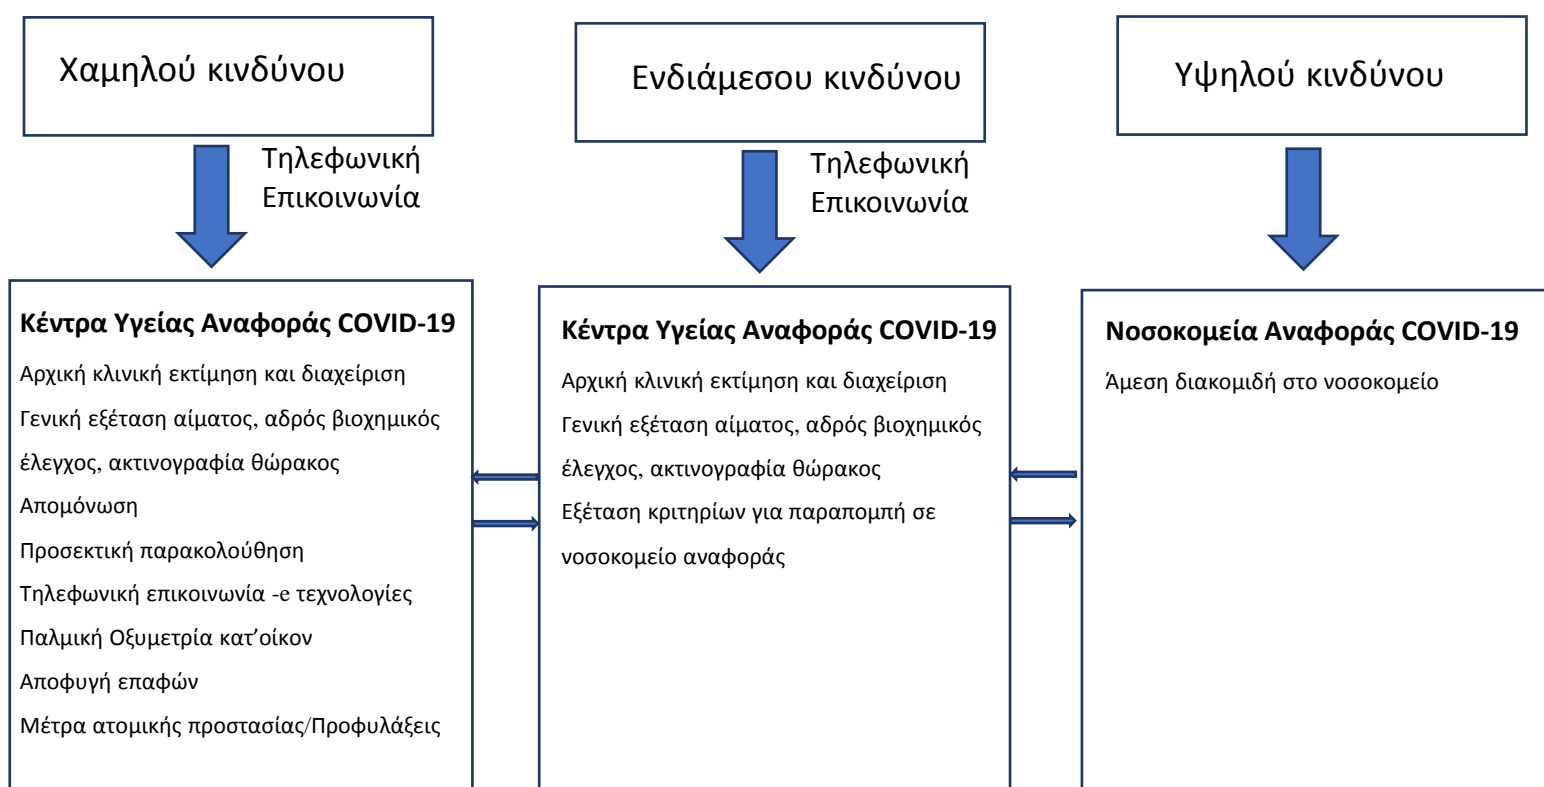 Χαμηλού κινδύνου
Ενδιάμεσου κινδύνου
Υψηλού κινδύνου
Τηλεφωνική
Επικοινωνία
Τηλεφωνική
Επικοινωνία
Κέντρα Υγείας Αναφοράς COVID-19
Αρχική κλινική εκτίμηση και διαχείριση
Γενική εξέταση αίματος, αδρός βιοχημικός
έλεγχος, ακτινογραφία θώρακος
Απομόνωση
Προσεκτική παρακολούθηση
Τηλεφωνική επικοινωνία -e τεχνολογίες
Παλμική Οξυμετρία κατ’οίκον
Αποφυγή επαφών
Μέτρα ατομικής προστασίας/Προφυλάξεις
Κέντρα Υγείας Αναφοράς COVID-19
Αρχική κλινική εκτίμηση και διαχείριση
Γενική εξέταση αίματος, αδρός βιοχημικός
έλεγχος, ακτινογραφία θώρακος
Εξέταση κριτηρίων για παραπομπή σε
νοσοκομείο αναφοράς
Νοσοκομεία Αναφοράς COVID-19
Άμεση διακομιδή στο νοσοκομείο